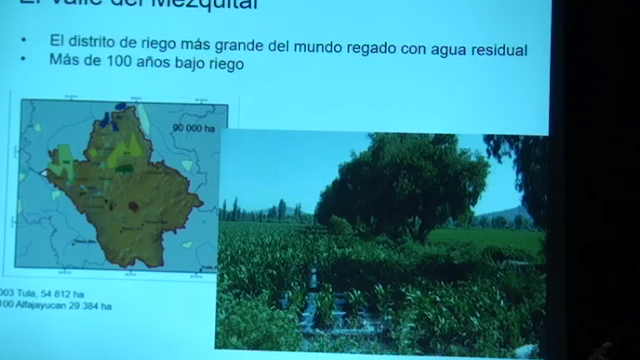 El Valle del Mezquital
• El distrito de riego más grande del mundo regado con agua residual
• Más de 100 años bajo riego
90 000 ha
003 Tula, 54 812 ha
100 Alfajayucan 29 384 ha